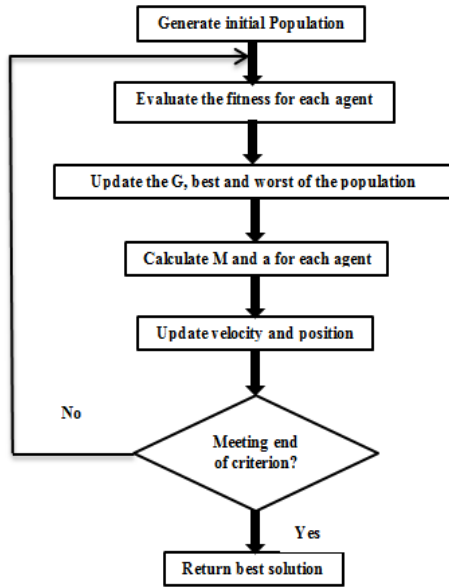 Generate initial Population
Evaluate the fitness for each agent
Update the G, best and worst of the population
Calculate M and a for each agent
Update velocity and position
No
Meeting end
of criterion?
Yes
Return best solution